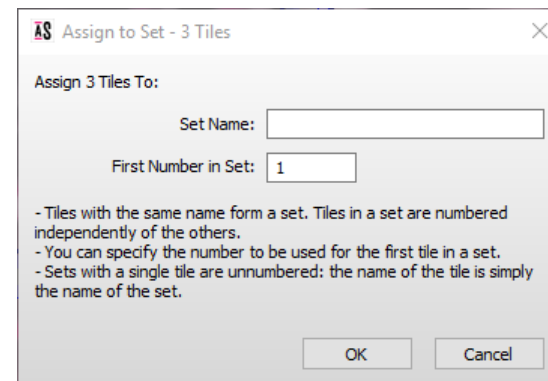 AS Assign to Set - 3 Tiles
Assign 3 Tiles To:
Set Name:
First Number in Set: 1
- Tiles with the same name form a set. Tiles in a set are numbered
independently of the others.
- You can specify the number to be used for the first tile in a set.
- Sets with a single tile are unnumbered: the name of the tile is simply
the name of the set.
OK Cancel